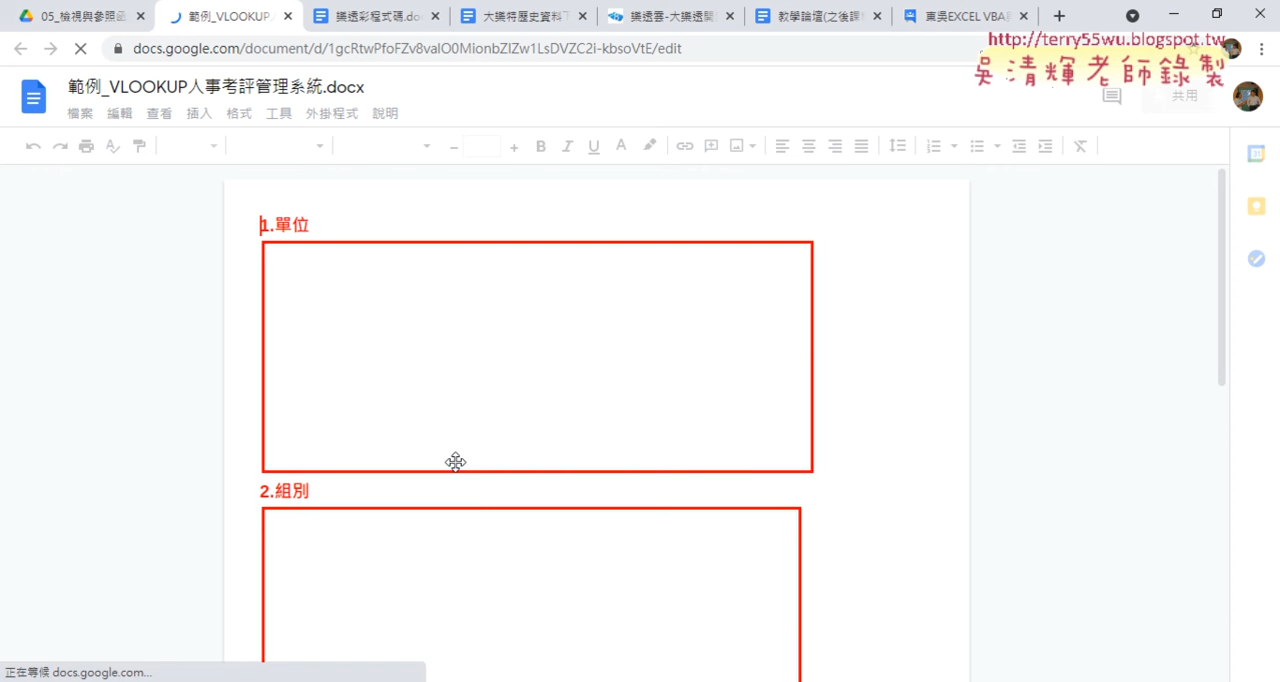 05_檢視與參照函
範例_VLOOKUP
樂透彩程式碼.do
大樂特歷史資料下
樂透雲-大樂透開
教學論壇(之後課
東吳EXCEL VBA
docs.google.com/document/d/1gcRtwPfoFZv8valO0MionbZlZw1LsDVZC2i-kbsoVtE/edit
http://terry55wu.blogspot.tw
吳清輝老師錄製
範例_VLOOKUP人事考評管理系統.docx
檔案 編輯 查看 插入 格式 工具 外掛程式 說明
共用
1.單位
2.組別
正在等候 docs.google.com...